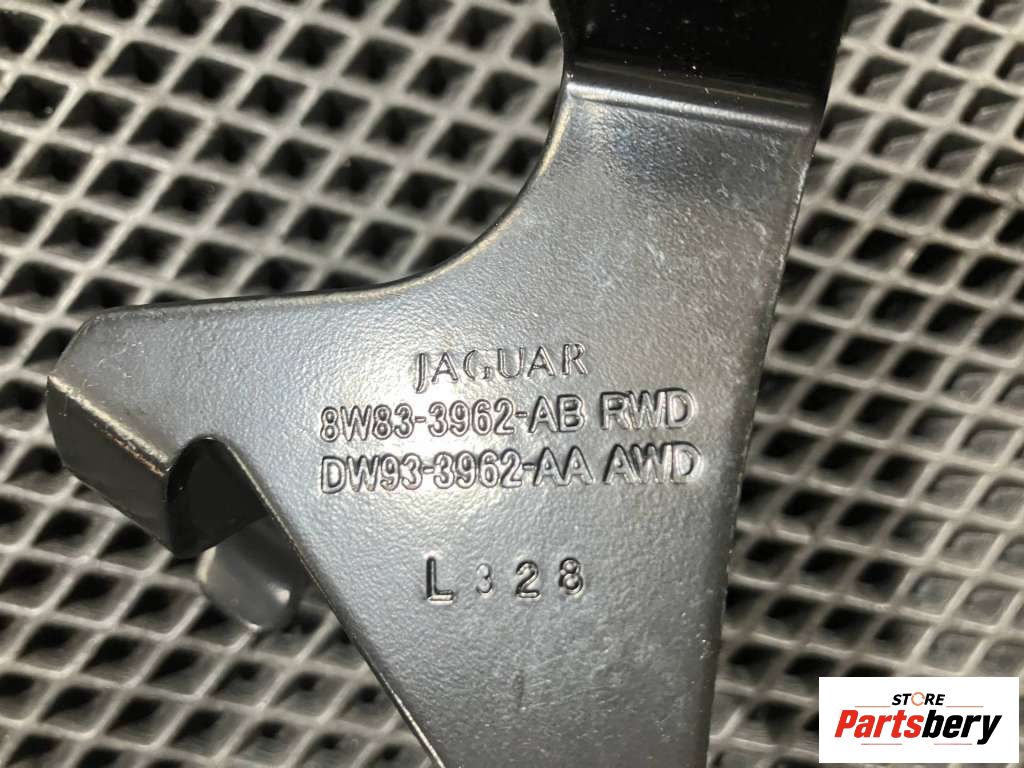 JAGUAR
8W83-3962-AB RWD
DW93-3962-AA AWD
L328
STORE
Partsbery